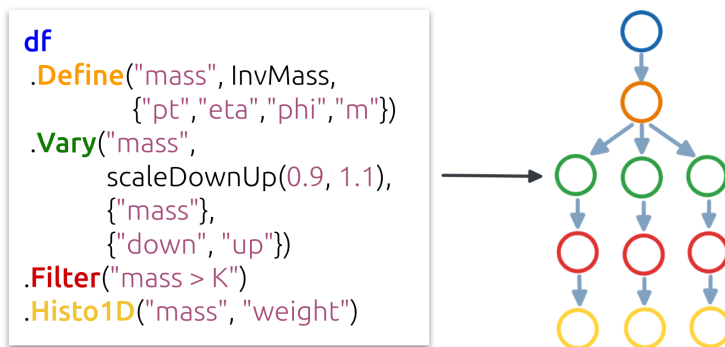 df
.Define("mass", InvMass,
{"pt","eta","phi","m"})
.Vary("mass",
scaleDownUp(0.9, 1.1),
{"mass"},
{"down", "up"})
.Filter("mass > K")
.Histo1D("mass", "weight")